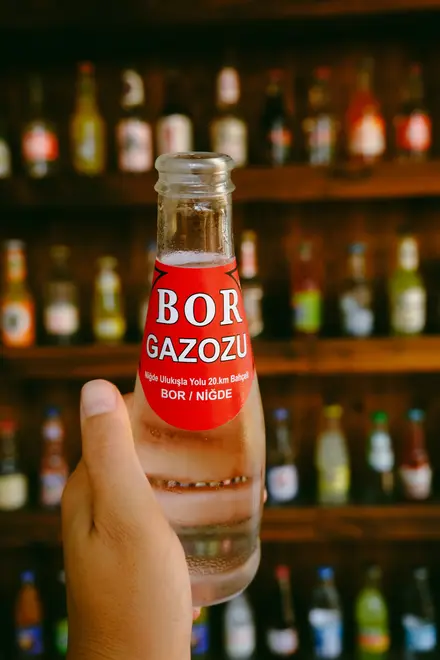 BOR
GAZOZU
Niğde Ulukışla Yolu 20.km Bahçeli
BOR / NİĞDE